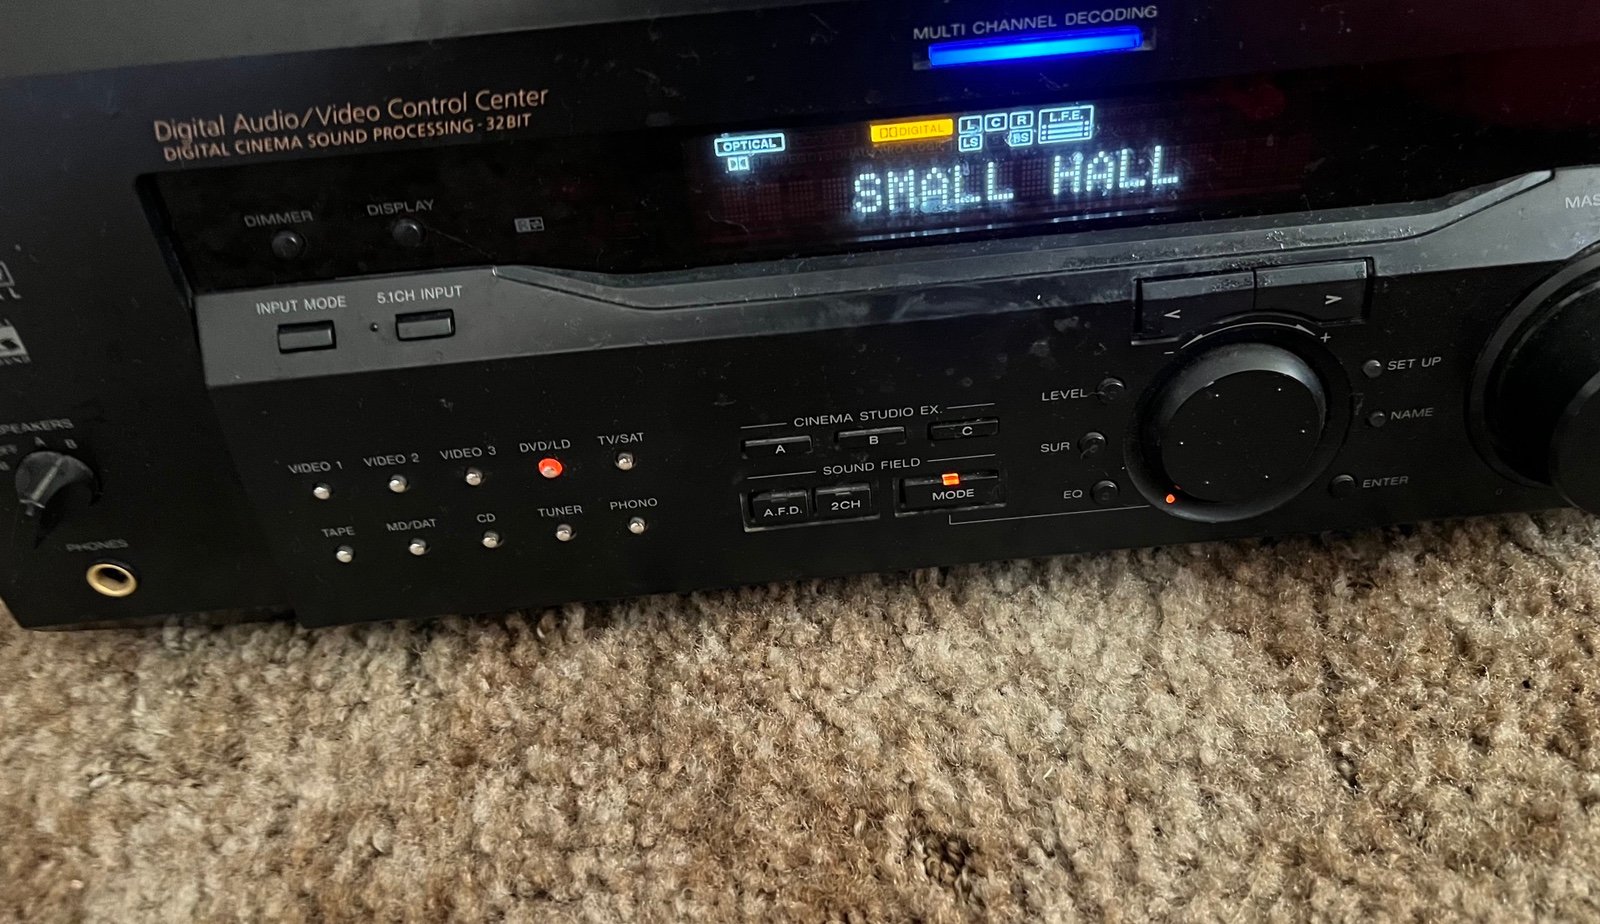 MULTI CHANNEL DECODING
Digital Audio/Video Control Center
DIGITAL CINEMA SOUND PROCESSING-32BIT
OPTICAL
DIGITAL
L C R
L.F.E.
LS
SMALL HALL
DIMMER
DISPLAY
INPUT MODE
5.1CH INPUT
< >
- +
SET UP
LEVEL
NAME
CINEMA STUDIO EX.
A B C
SUR
SOUND FIELD
EQ
ENTER
A.F.D. 2CH MODE
A B
VIDEO 1 VIDEO 2 VIDEO 3 DVD/LD TV/SAT
TAPE MD/DAT CD TUNER PHONO
PHONES